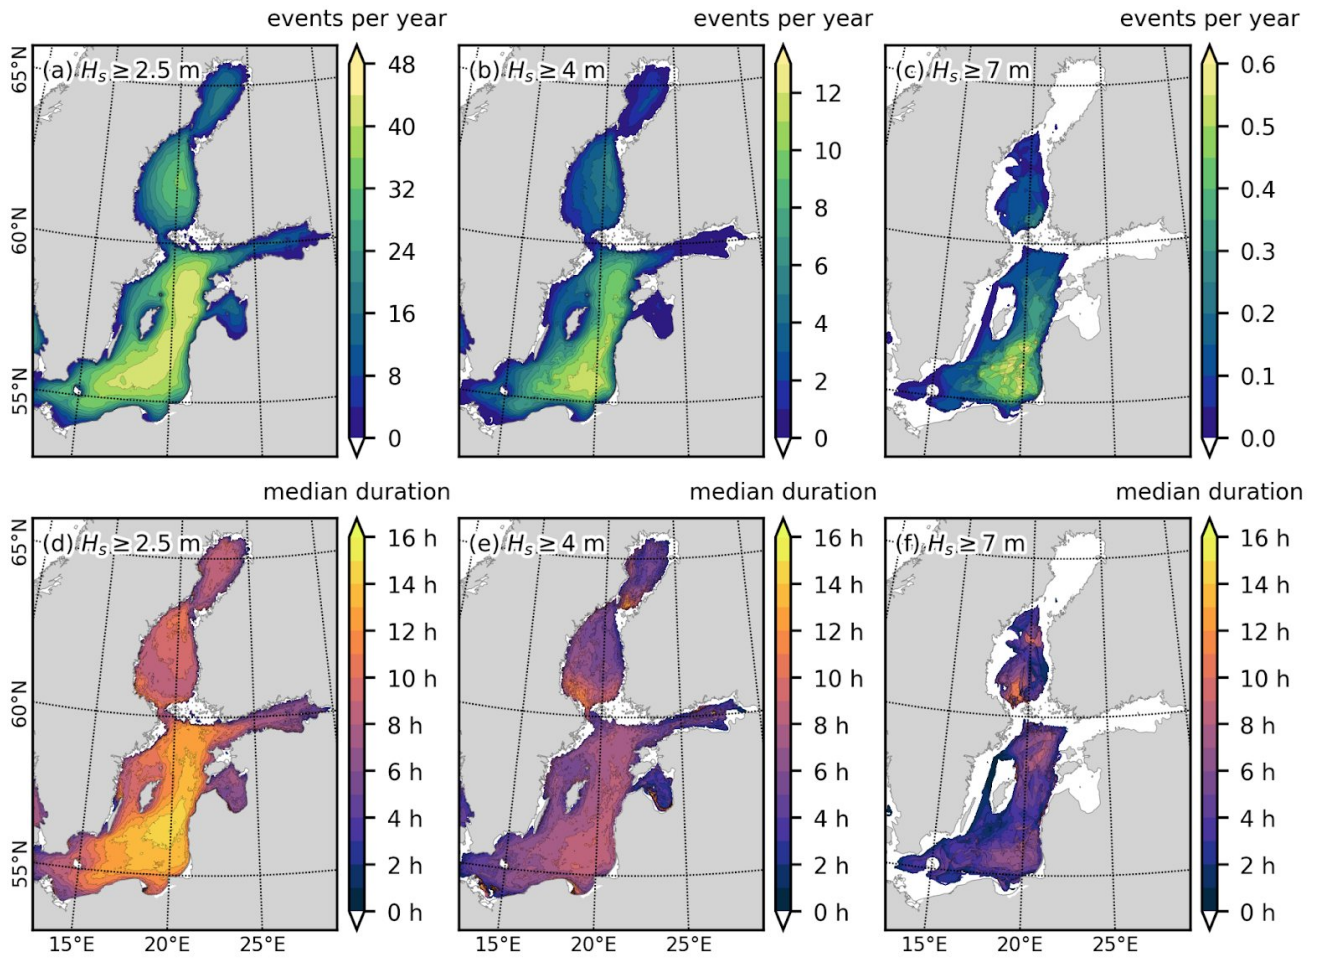 events per year
events per year
events per year
65°N
60°N
55°N
(a) Hₛ ≥ 2.5 m
48
40
32
24
16
8
0
(b) Hₛ ≥ 4 m
12
10
8
6
4
2
0
(c) Hₛ ≥ 7 m
0.6
0.5
0.4
0.3
0.2
0.1
0.0
median duration
median duration
median duration
65°N
60°N
55°N
(d) Hₛ ≥ 2.5 m
16 h
14 h
12 h
10 h
8 h
6 h
4 h
2 h
0 h
(e) Hₛ ≥ 4 m
16 h
14 h
12 h
10 h
8 h
6 h
4 h
2 h
0 h
(f) Hₛ ≥ 7 m
16 h
14 h
12 h
10 h
8 h
6 h
4 h
2 h
0 h
15°E 20°E 25°E
15°E 20°E 25°E
15°E 20°E 25°E